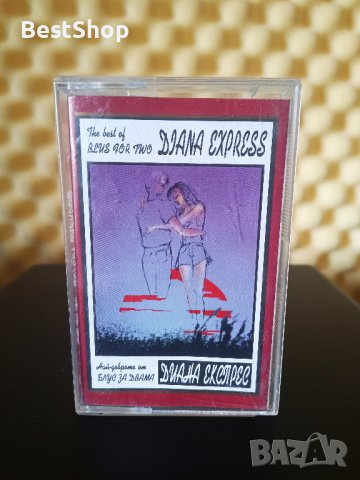 BestShop
The best of
BLUS FOR TWO
DIANA EXPRESS
Най-доброто от
БЛУС ЗА ДВАМА
ДИАНА ЕКСПРЕС
BAZAR